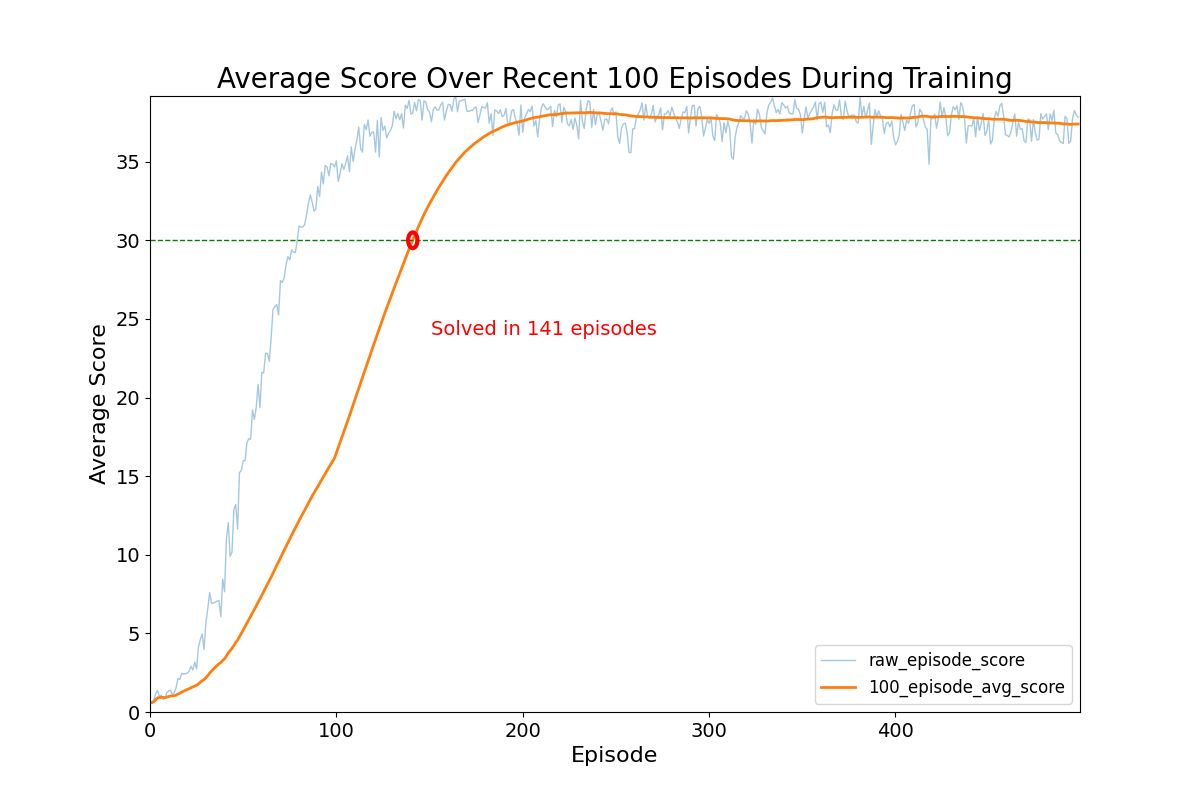 Average Score Over Recent 100 Episodes During Training
Average Score
35
30
25
20
15
10
5
0
Solved in 141 episodes
raw_episode_score
100_episode_avg_score
0 100 200 300 400
Episode